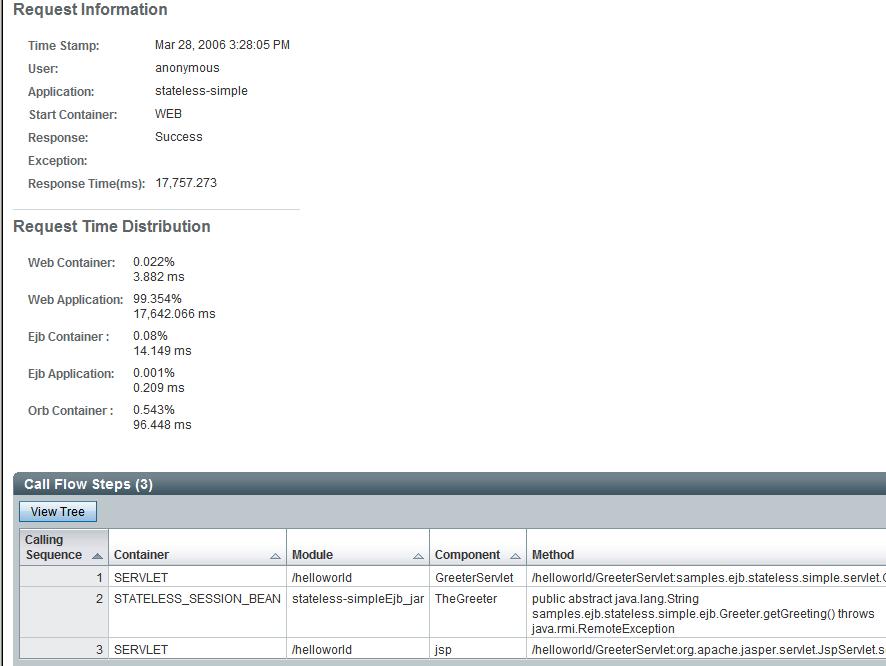 Request Information
Time Stamp: Mar 28, 2006 3:28:05 PM
User: anonymous
Application: stateless-simple
Start Container: WEB
Response: Success
Exception:
Response Time(ms): 17,757.273
Request Time Distribution
Web Container: 0.022%
3.882 ms
Web Application: 99.354%
17,642.066 ms
Ejb Container : 0.08%
14.149 ms
Ejb Application: 0.001%
0.209 ms
Orb Container : 0.543%
96.448 ms
Call Flow Steps (3)
View Tree
Calling
Sequence Container Module Component Method
1 SERVLET /helloworld GreeterServlet /helloworld/GreeterServlet:samples.ejb.stateless.simple.servlet.G
2 STATELESS_SESSION_BEAN stateless-simpleEjb_jar TheGreeter public abstract java.lang.String
samples.ejb.stateless.simple.ejb.Greeter.getGreeting() throws
java.rmi.RemoteException
3 SERVLET /helloworld jsp /helloworld/GreeterServlet:org.apache.jasper.servlet.JspServlet.s